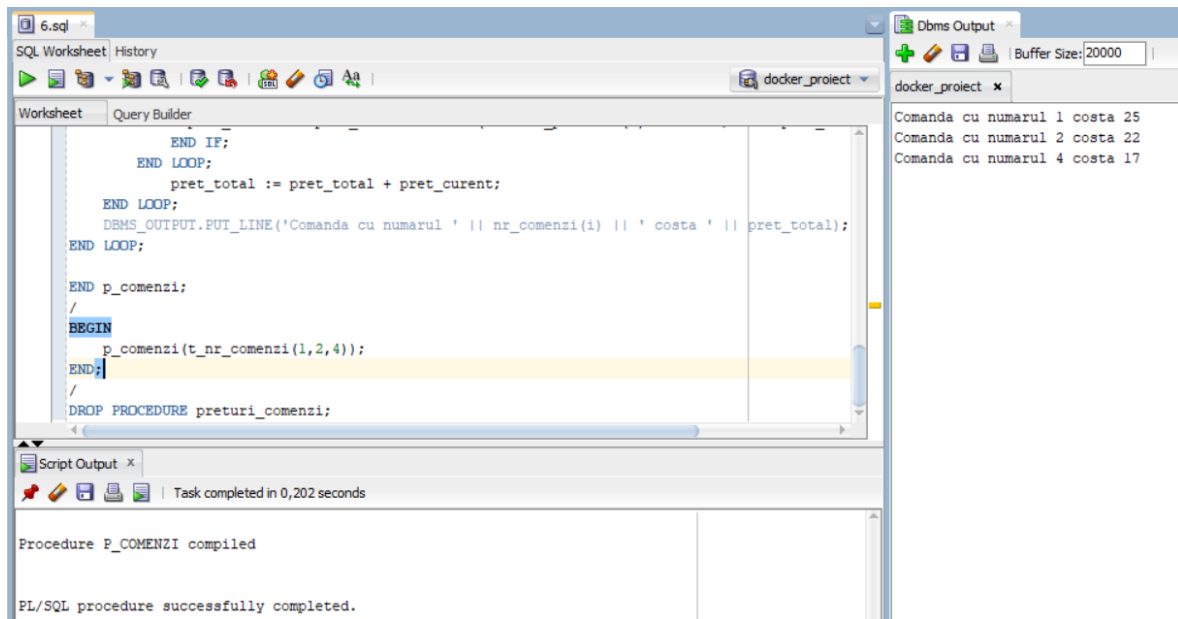 6.sql
SQL Worksheet History
docker_proiect
Worksheet Query Builder
END IF;
END LOOP;
pret_total := pret_total + pret_curent;
END LOOP;
DBMS_OUTPUT.PUT_LINE('Comanda cu numarul ' || nr_comenzi(i) || ' costa ' || pret_total);
END LOOP;
END p_comenzi;
/
BEGIN
p_comenzi(t_nr_comenzi(1,2,4));
END;
/
DROP PROCEDURE preturi_comenzi;
Script Output x
Task completed in 0,202 seconds
Procedure P_COMENZI compiled
PL/SQL procedure successfully completed.
Dbms Output
Buffer Size: 20000
docker_proiect
Comanda cu numarul 1 costa 25
Comanda cu numarul 2 costa 22
Comanda cu numarul 4 costa 17